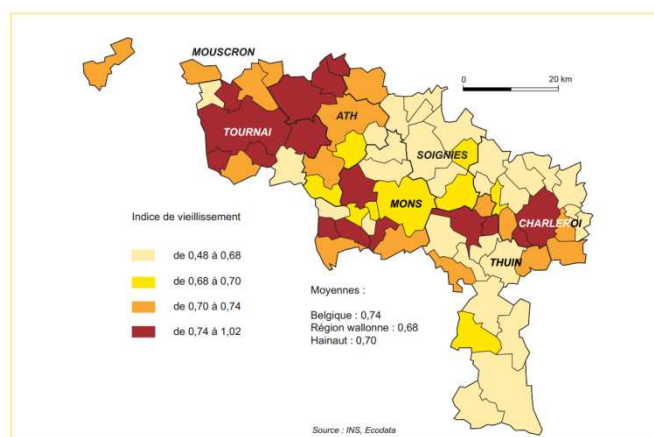 MOUSCRON
0
20 km
ATH
TOURNAI
SOIGNIES
MONS
CHARLEROI
THUIN
Indice de vieillissement
de 0,48 à 0,68
de 0,68 à 0,70
de 0,70 à 0,74
de 0,74 à 1,02
Moyennes :
Belgique : 0,74
Région wallonne : 0,68
Hainaut : 0,70
Source : INS, Ecodata